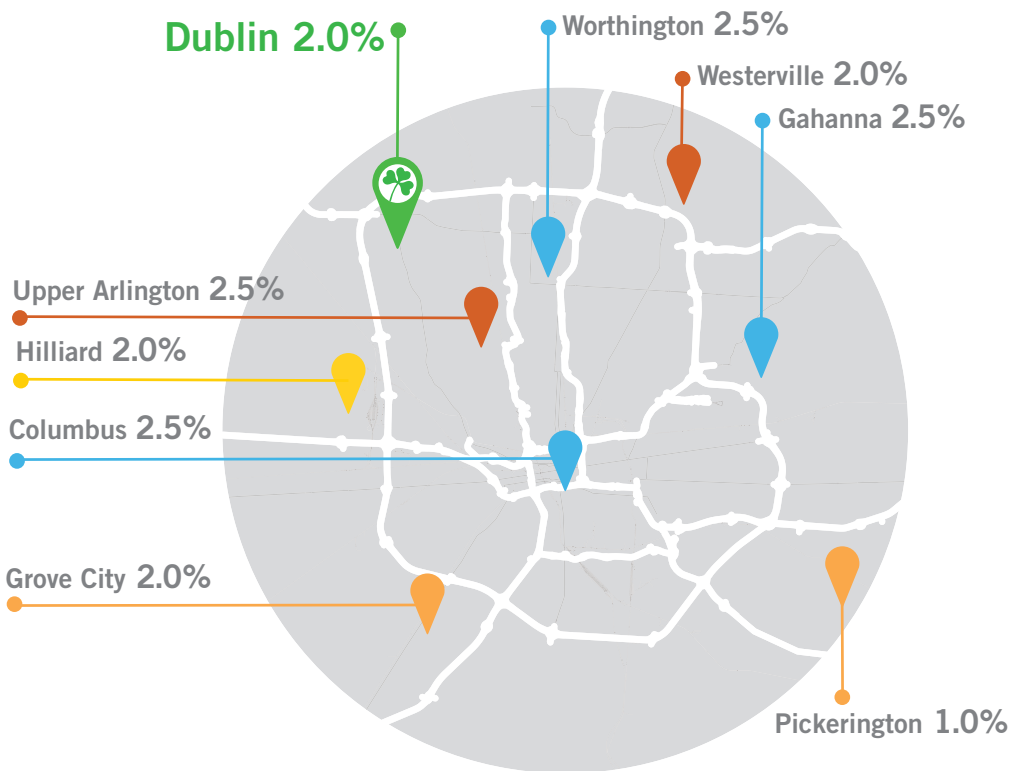 Dublin 2.0%
Worthington 2.5%
Westerville 2.0%
Gahanna 2.5%
Upper Arlington 2.5%
Hilliard 2.0%
Columbus 2.5%
Grove City 2.0%
Pickerington 1.0%